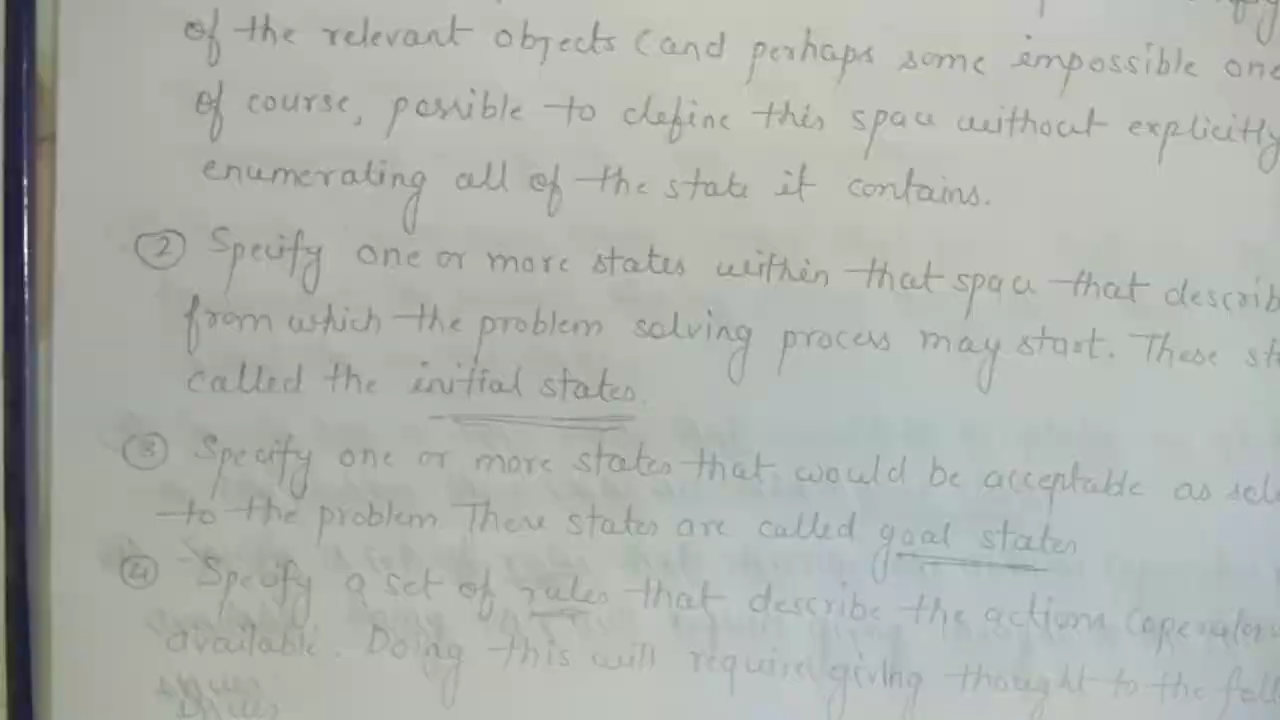 of the relevant objects (and perhaps some impossible one
of course, possible to define this space without explicitly
enumerating all of the state it contains.
② Specify one or more states within that space that describ
from which the problem solving process may start. These st
called the initial states.
③ Specify one or more states that would be acceptable as sol
to the problem These states are called goal states
④ Specify a set of rules that describe the actions (operators
available. Doing this will require giving thought to the foll